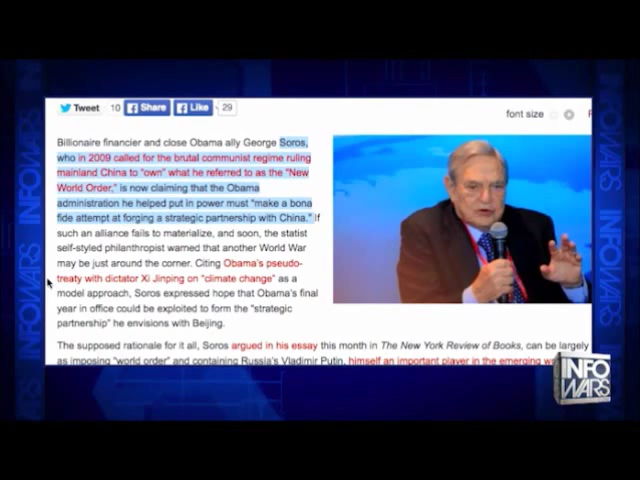 Tweet 10 Share Like 29
font size
Billionaire financier and close Obama ally George Soros,
who in 2009 called for the brutal communist regime ruling
mainland China to "own" what he referred to as the "New
World Order," is now claiming that the Obama
administration he helped put in power must "make a bona
fide attempt at forging a strategic partnership with China." If
such an alliance fails to materialize, and soon, the statist
self-styled philanthropist warned that another World War
may be just around the corner. Citing Obama's pseudo-
treaty with dictator Xi Jinping on "climate change" as a
model approach, Soros expressed hope that Obama's final
year in office could be exploited to form the "strategic
partnership" he envisions with Beijing.
The supposed rationale for it all, Soros argued in his essay this month in The New York Review of Books, can be largely
as imposing "world order" and containing Russia's Vladimir Putin, himself an important player in the emerging
INFO
WARS
INFOWARS
INFOWARS